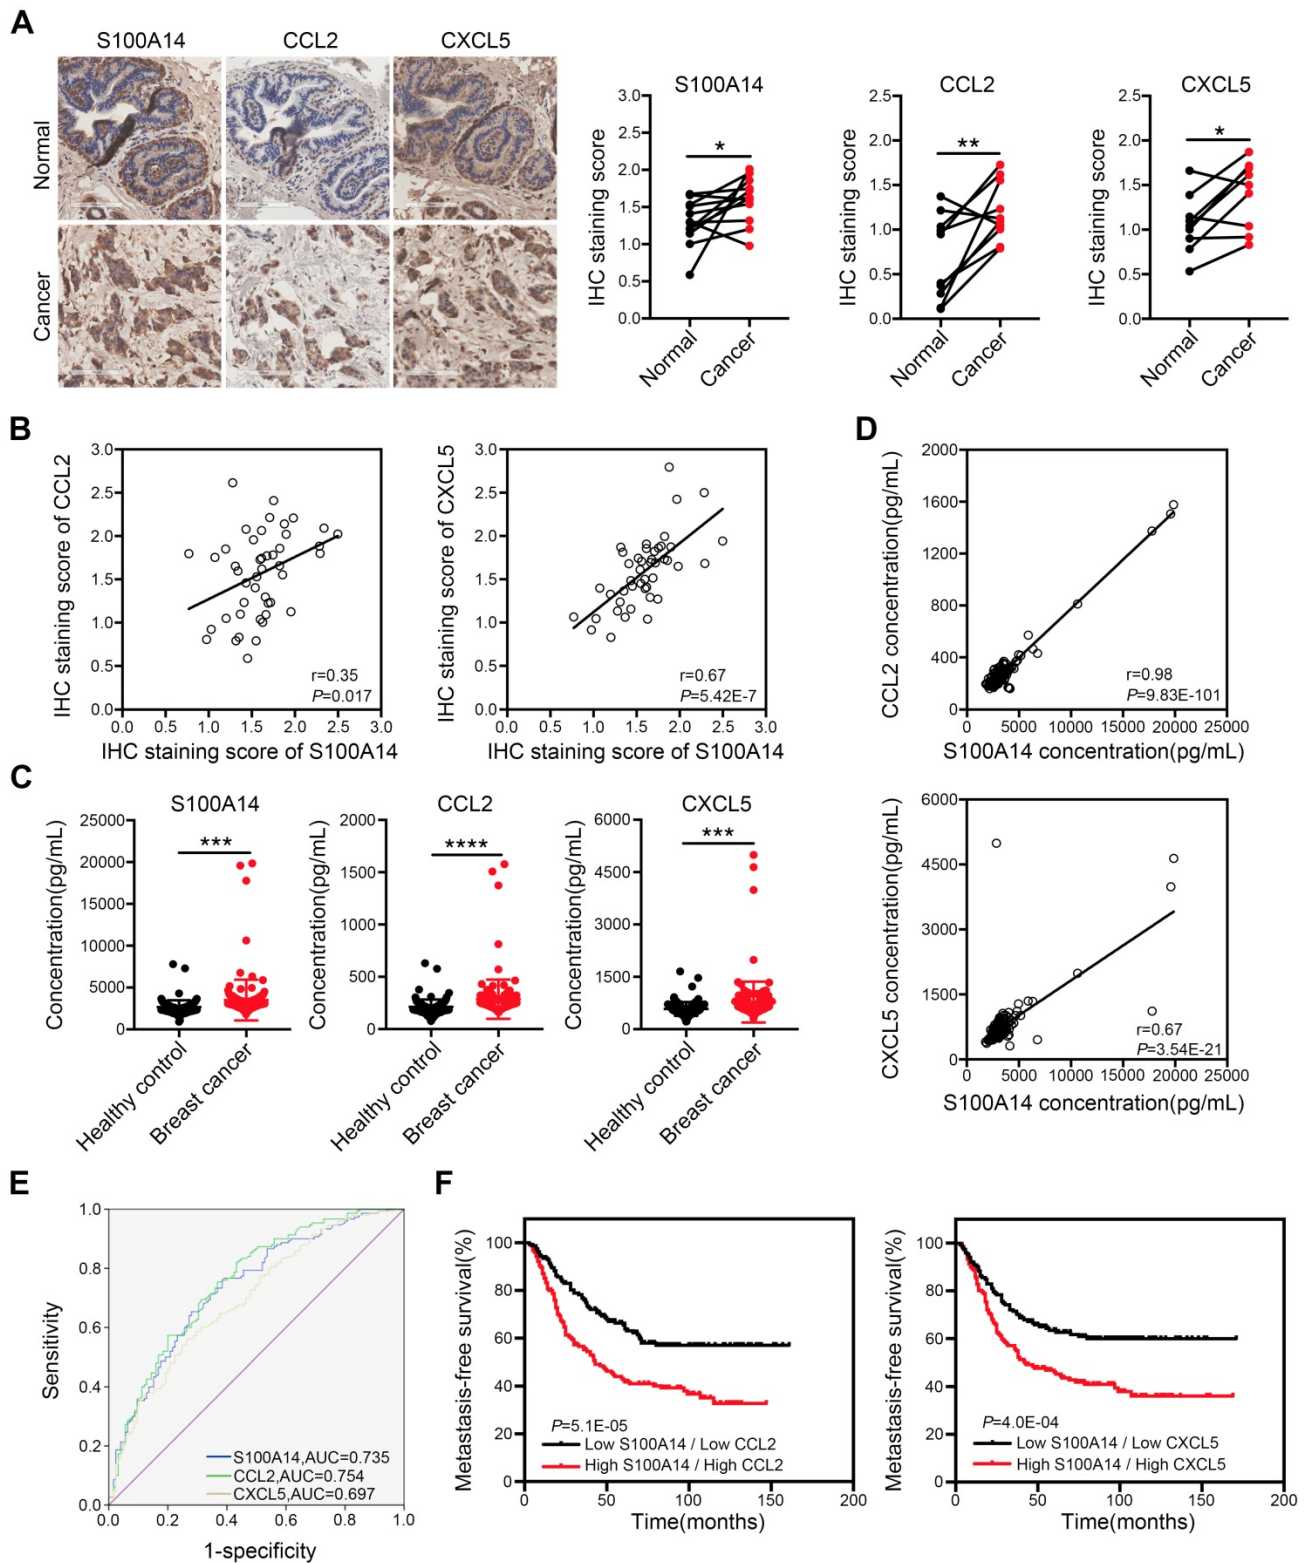 A
S100A14
CCL2
CXCL5
Normal
Cancer
S100A14
IHC staining score
3.0
2.5
2.0
1.5
1.0
0.5
0.0
*
Normal
Cancer
CCL2
IHC staining score
2.5
2.0
1.5
1.0
0.5
0.0
**
Normal
Cancer
CXCL5
IHC staining score
2.5
2.0
1.5
1.0
0.5
0.0
*
Normal
Cancer
B
IHC staining score of CCL2
3.0
2.5
2.0
1.5
1.0
0.5
0.0
r=0.35
P=0.017
0.0 0.5 1.0 1.5 2.0 2.5 3.0
IHC staining score of S100A14
IHC staining score of CXCL5
3.0
2.5
2.0
1.5
1.0
0.5
0.0
r=0.67
P=5.42E-7
0.0 0.5 1.0 1.5 2.0 2.5 3.0
IHC staining score of S100A14
C
S100A14
Concentration(pg/mL)
25000
20000
15000
10000
5000
0
***
Healthy control
Breast cancer
CCL2
Concentration(pg/mL)
2000
1500
1000
500
0
****
Healthy control
Breast cancer
CXCL5
Concentration(pg/mL)
6000
4500
3000
1500
0
***
Healthy control
Breast cancer
D
CCL2 concentration(pg/mL)
2000
1600
1200
800
400
0
r=0.98
P=9.83E-101
0 5000 10000 15000 20000 25000
S100A14 concentration(pg/mL)
CXCL5 concentration(pg/mL)
6000
4500
3000
1500
0
r=0.67
P=3.54E-21
0 5000 10000 15000 20000 25000
S100A14 concentration(pg/mL)
E
Sensitivity
1.0
0.8
0.6
0.4
0.2
0.0
S100A14,AUC=0.735
CCL2,AUC=0.754
CXCL5,AUC=0.697
0.0 0.2 0.4 0.6 0.8 1.0
1-specificity
F
Metastasis-free survival(%)
100
80
60
40
20
0
P=5.1E-05
Low S100A14 / Low CCL2
High S100A14 / High CCL2
0 50 100 150 200
Time(months)
Metastasis-free survival(%)
100
80
60
40
20
0
P=4.0E-04
Low S100A14 / Low CXCL5
High S100A14 / High CXCL5
0 50 100 150 200
Time(months)